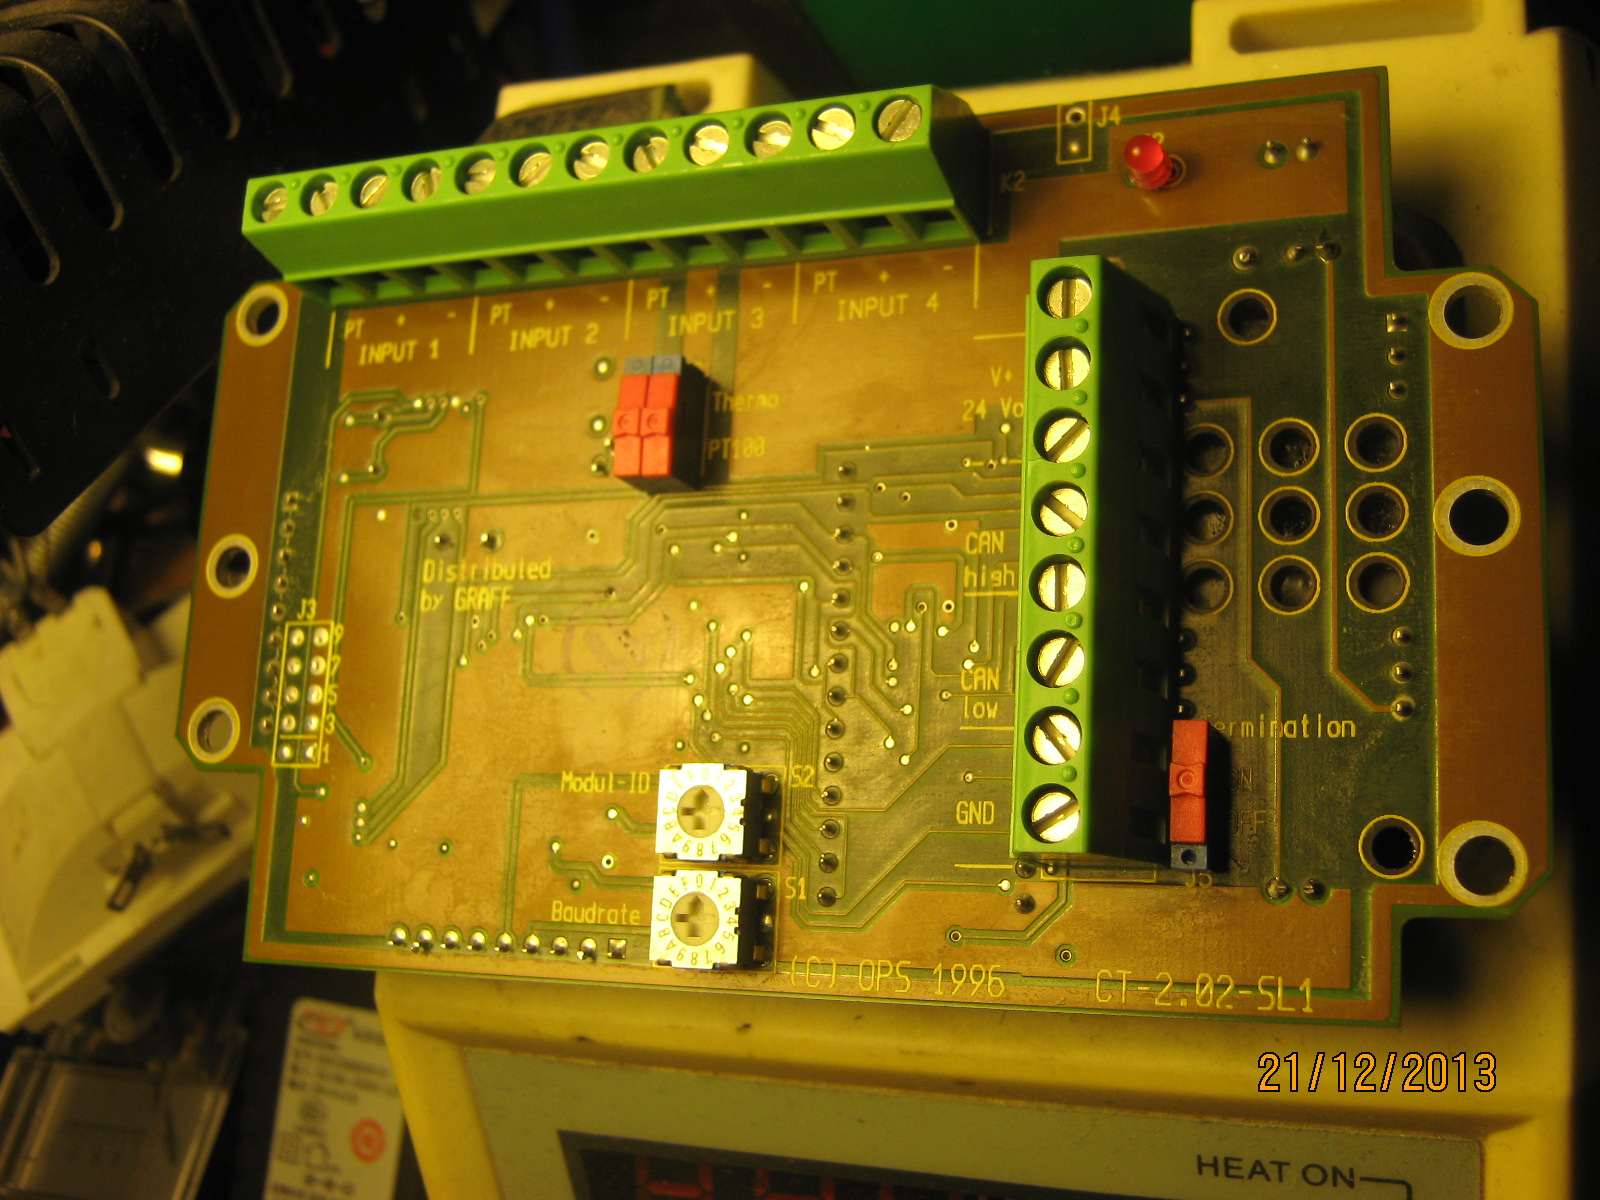 J4
K2
PT + -
INPUT 1
PT + -
INPUT 2
PT + -
INPUT 3
PT + -
INPUT 4
V+
24 Vo
Thermo
PT100
CAN
high
Distributed
by GRAFF
J3
9
7
5
3
1
CAN
low
ermination
ON
OFF
Modul-ID
S2
GND
J5
S1
Baudrate
(C) OPS 1996
CT-2.02-SL1
21/12/2013
HEAT ON